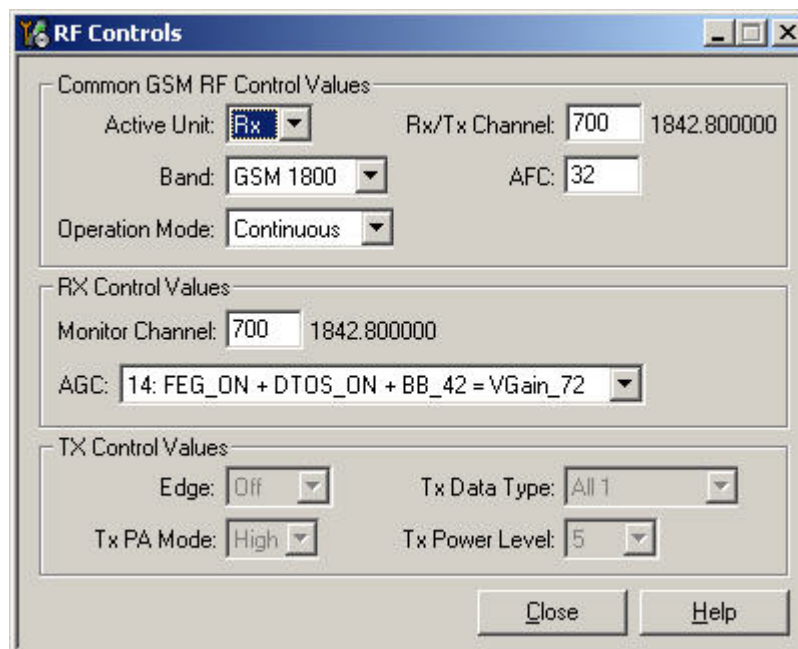 RF Controls
Common GSM RF Control Values
Active Unit: Rx Rx/Tx Channel: 700 1842.800000
Band: GSM 1800 AFC: 32
Operation Mode: Continuous
RX Control Values
Monitor Channel: 700 1842.800000
AGC: 14: FEG_ON + DTOS_ON + BB_42 = VGain_72
TX Control Values
Edge: Off Tx Data Type: All 1
Tx PA Mode: High Tx Power Level: 5
Close Help